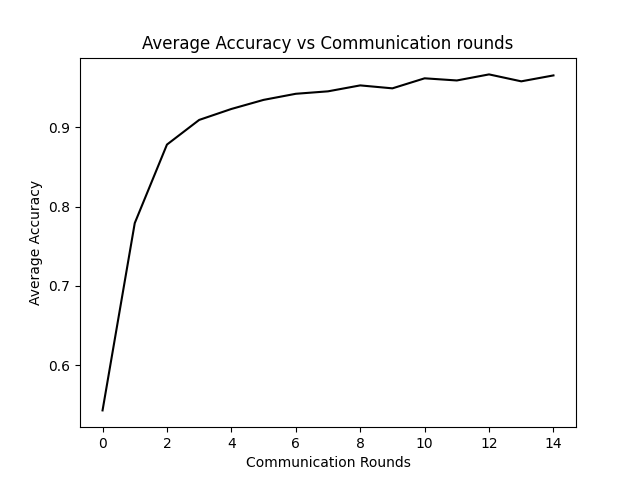 Average Accuracy vs Communication rounds
Average Accuracy
0.9
0.8
0.7
0.6
0 2 4 6 8 10 12 14
Communication Rounds